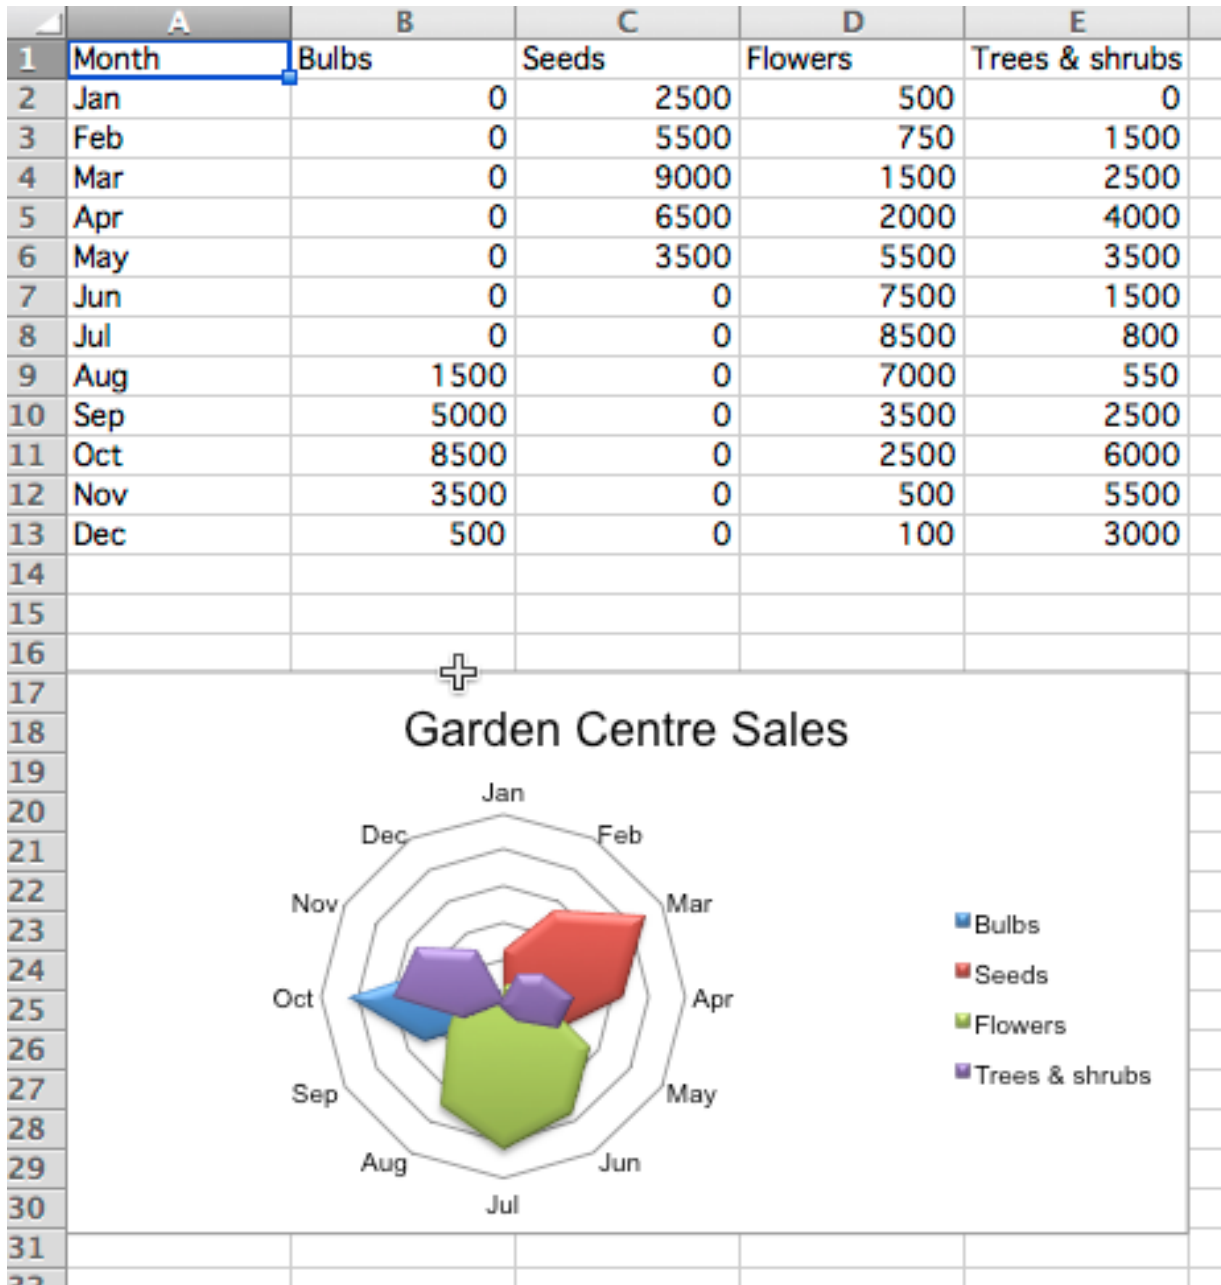 A B C D E
1 Month Bulbs Seeds Flowers Trees & shrubs
2 Jan 0 2500 500 0
3 Feb 0 5500 750 1500
4 Mar 0 9000 1500 2500
5 Apr 0 6500 2000 4000
6 May 0 3500 5500 3500
7 Jun 0 0 7500 1500
8 Jul 0 0 8500 800
9 Aug 1500 0 7000 550
10 Sep 5000 0 3500 2500
11 Oct 8500 0 2500 6000
12 Nov 3500 0 500 5500
13 Dec 500 0 100 3000
14
15
16
17
18 Garden Centre Sales
19
20 Jan
21 Dec Feb
22 Nov Mar
23 Bulbs
24 Seeds
25 Oct Apr
26 Flowers
27 Sep May Trees & shrubs
28
29 Aug Jun
30 Jul
31